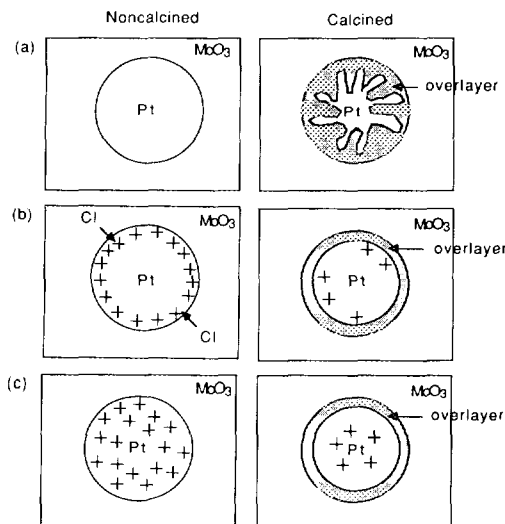 Noncalcined Calcined
(a) MoO3 MoO3
Pt Pt overlayer
(b) Cl MoO3 MoO3
overlayer
Pt Pt
Cl
(c) MoO3 MoO3
overlayer
Pt Pt